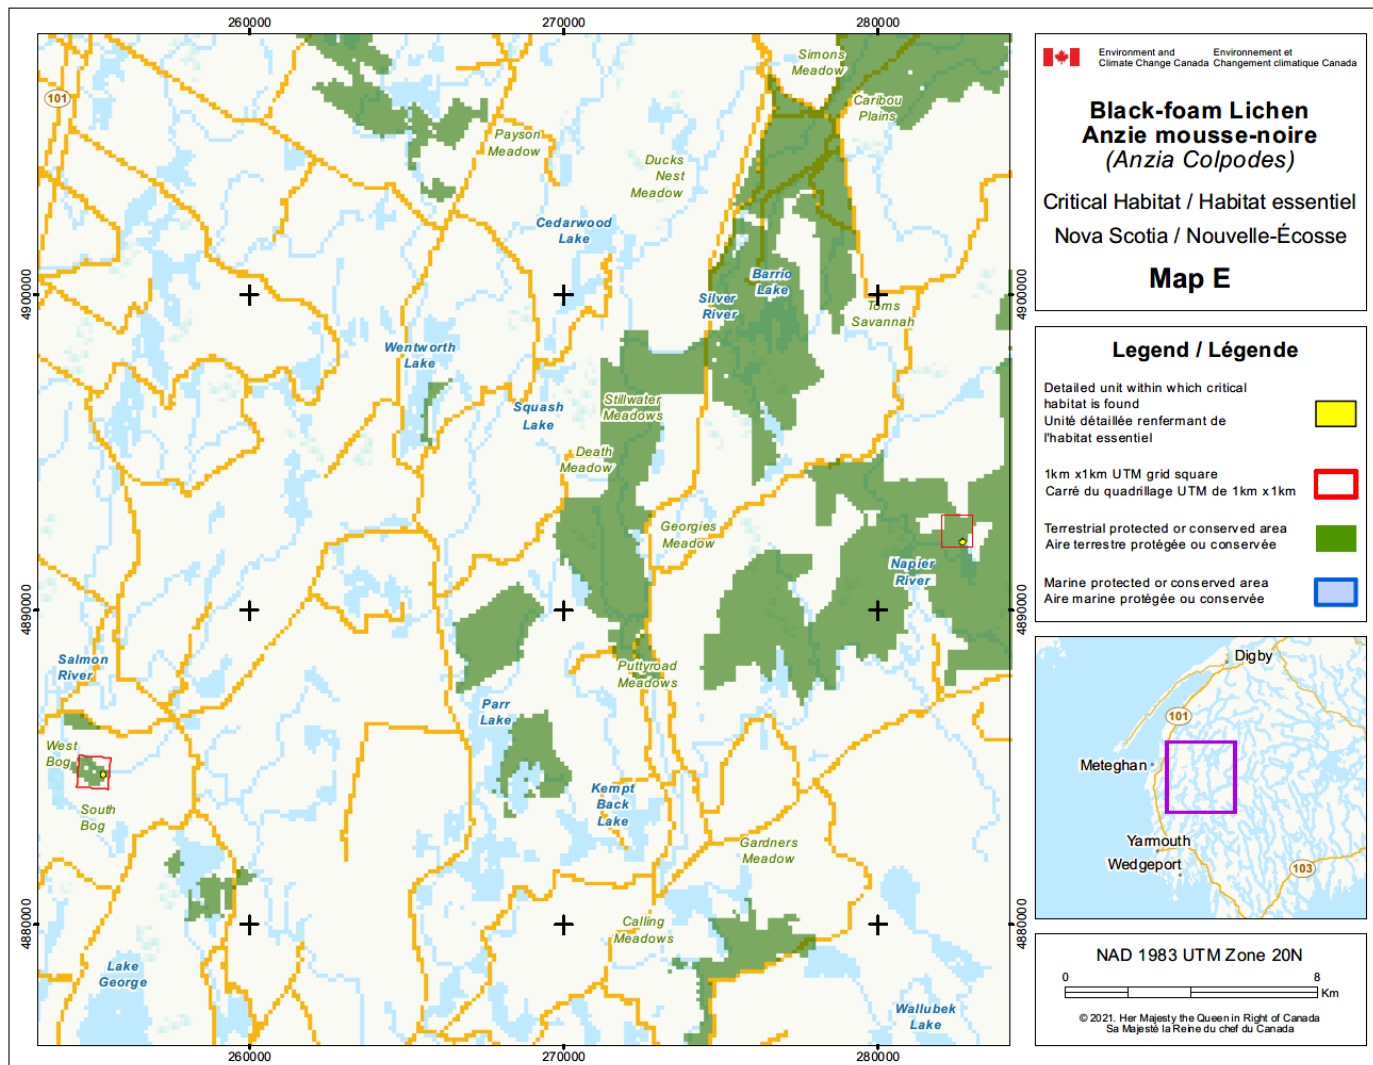 260000
270000
280000
101
Simons
Meadow
Caribou
Plains
Payson
Meadow
Ducks
Nest
Meadow
Cedarwood
Lake
Barrio
Lake
Silver
River
Toms
Savannah
4900000
4900000
Wentworth
Lake
Squash
Lake
Stillwater
Meadows
Death
Meadow
Georgies
Meadow
Napier
River
4890000
4890000
Salmon
River
Puttyroad
Meadows
Parr
Lake
West
Bog
South
Bog
Kempt
Back
Lake
Gardners
Meadow
4880000
4880000
Calling
Meadows
Lake
George
Wallubek
Lake
260000
270000
280000
Environment and
Climate Change Canada
Environnement et
Changement climatique Canada
Black-foam Lichen
Anzie mousse-noire
(Anzia Colpodes)
Critical Habitat / Habitat essentiel
Nova Scotia / Nouvelle-Écosse
Map E
Legend / Légende
Detailed unit within which critical
habitat is found
Unité détaillée renfermant de
l'habitat essentiel
1km x1km UTM grid square
Carré du quadrillage UTM de 1km x1km
Terrestrial protected or conserved area
Aire terrestre protégée ou conservée
Marine protected or conserved area
Aire marine protégée ou conservée
Digby
101
Meteghan
Yarmouth
Wedgeport
103
NAD 1983 UTM Zone 20N
0 8
Km
© 2021. Her Majesty the Queen in Right of Canada
Sa Majesté la Reine du chef du Canada